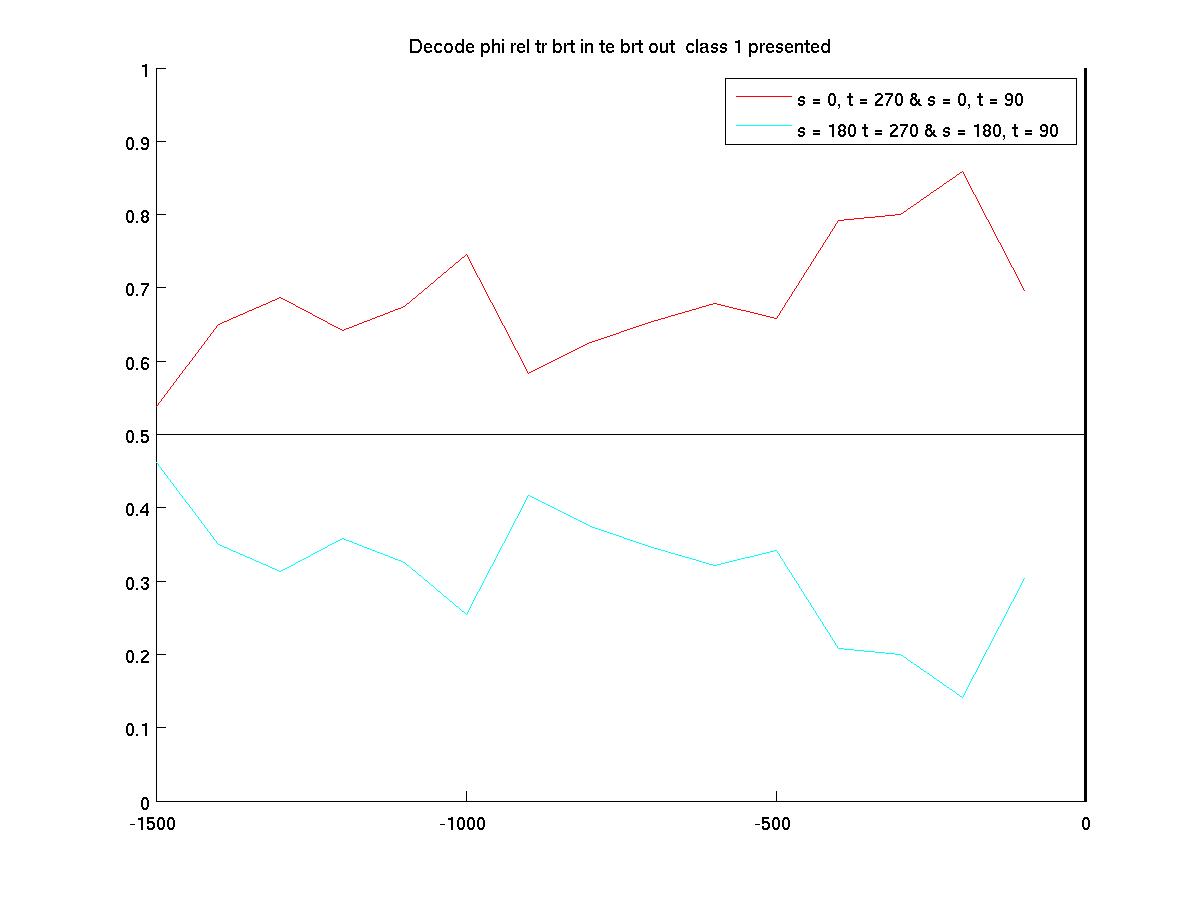 Decode phi rel tr brt in te brt out  class 1 presented
1
s = 0, t = 270 & s = 0, t = 90
s = 180 t = 270 & s = 180, t = 90
0.9
0.8
0.7
0.6
0.5
0.4
0.3
0.2
0.1
0
-1500 -1000 -500 0